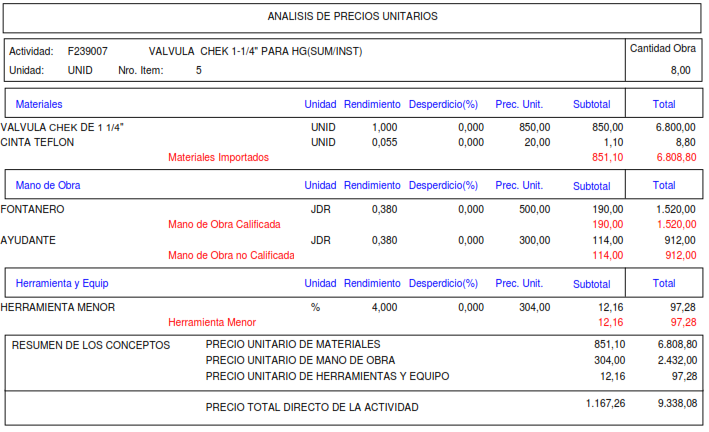 ANALISIS DE PRECIOS UNITARIOS
Actividad: F239007 VALVULA CHEK 1-1/4" PARA HG(SUM/INST) Cantidad Obra
Unidad: UNID Nro. Item: 5 8,00
Materiales Unidad Rendimiento Desperdicio(%) Prec. Unit. Subtotal Total
VALVULA CHEK DE 1 1/4" UNID 1,000 0,000 850,00 850,00 6.800,00
CINTA TEFLON UNID 0,055 0,000 20,00 1,10 8,80
Materiales Importados 851,10 6.808,80
Mano de Obra Unidad Rendimiento Desperdicio(%) Prec. Unit. Subtotal Total
FONTANERO JDR 0,380 0,000 500,00 190,00 1.520,00
Mano de Obra Calificada 190,00 1.520,00
AYUDANTE JDR 0,380 0,000 300,00 114,00 912,00
Mano de Obra no Calificada 114,00 912,00
Herramienta y Equip Unidad Rendimiento Desperdicio(%) Prec. Unit. Subtotal Total
HERRAMIENTA MENOR % 4,000 0,000 304,00 12,16 97,28
Herramienta Menor 12,16 97,28
RESUMEN DE LOS CONCEPTOS PRECIO UNITARIO DE MATERIALES 851,10 6.808,80
PRECIO UNITARIO DE MANO DE OBRA 304,00 2.432,00
PRECIO UNITARIO DE HERRAMIENTAS Y EQUIPO 12,16 97,28
PRECIO TOTAL DIRECTO DE LA ACTIVIDAD 1.167,26 9.338,08